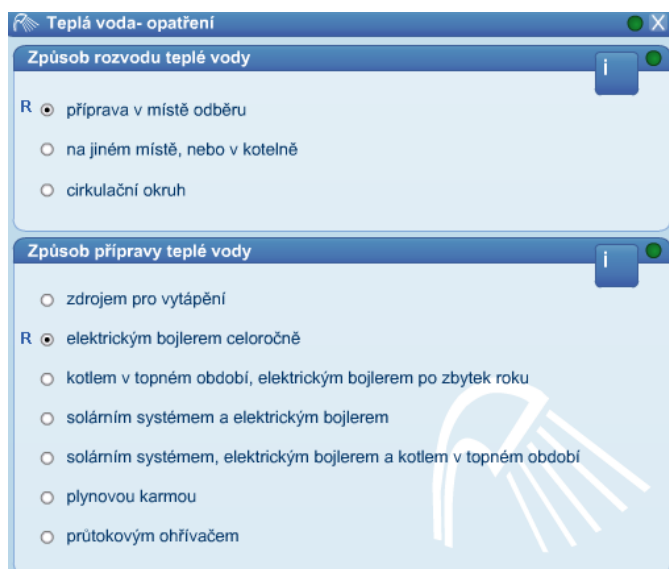 Teplá voda- opatření X
Způsob rozvodu teplé vody i
R příprava v místě odběru
na jiném místě, nebo v kotelně
cirkulační okruh
Způsob přípravy teplé vody i
zdrojem pro vytápění
R elektrickým bojlerem celoročně
kotlem v topném období, elektrickým bojlerem po zbytek roku
solárním systémem a elektrickým bojlerem
solárním systémem, elektrickým bojlerem a kotlem v topném období
plynovou karmou
průtokovým ohřívačem